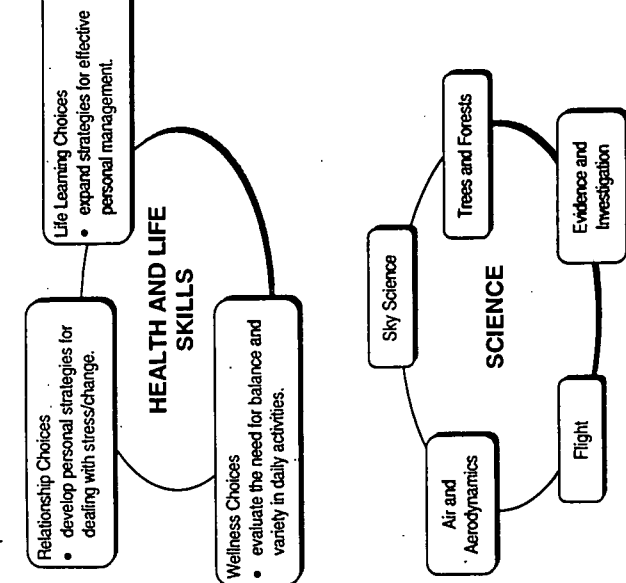 Relationship Choices
• develop personal strategies for
dealing with stress/change.
Life Learning Choices
• expand strategies for effective
personal management.
HEALTH AND LIFE
SKILLS
Wellness Choices
• evaluate the need for balance and
variety in daily activities.
Sky Science
Air and
Aerodynamics
Trees and Forests
SCIENCE
Flight
Evidence and
Investigation